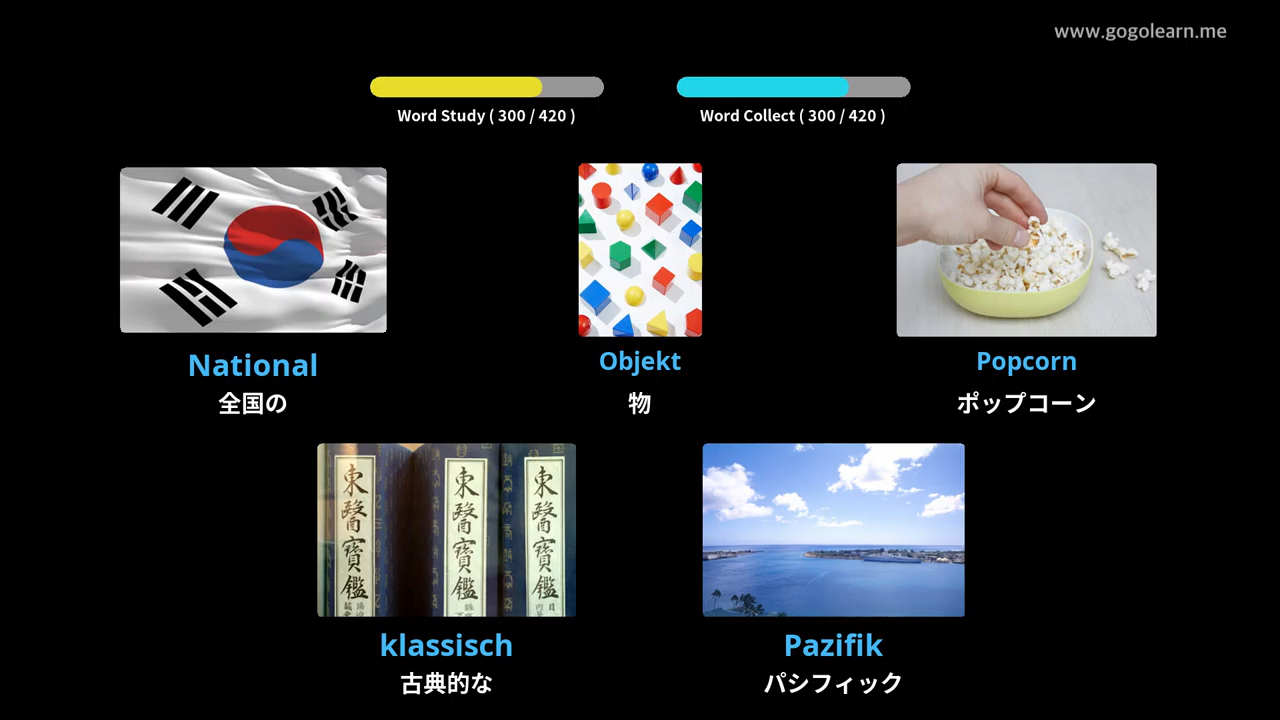 www.gogolearn.me
Word Study ( 300 / 420 )
Word Collect ( 300 / 420 )
National
全国の
Objekt
物
Popcorn
ポップコーン
東醫寶鑑
東醫寶鑑
東醫寶鑑
klassisch
古典的な
Pazifik
パシフィック